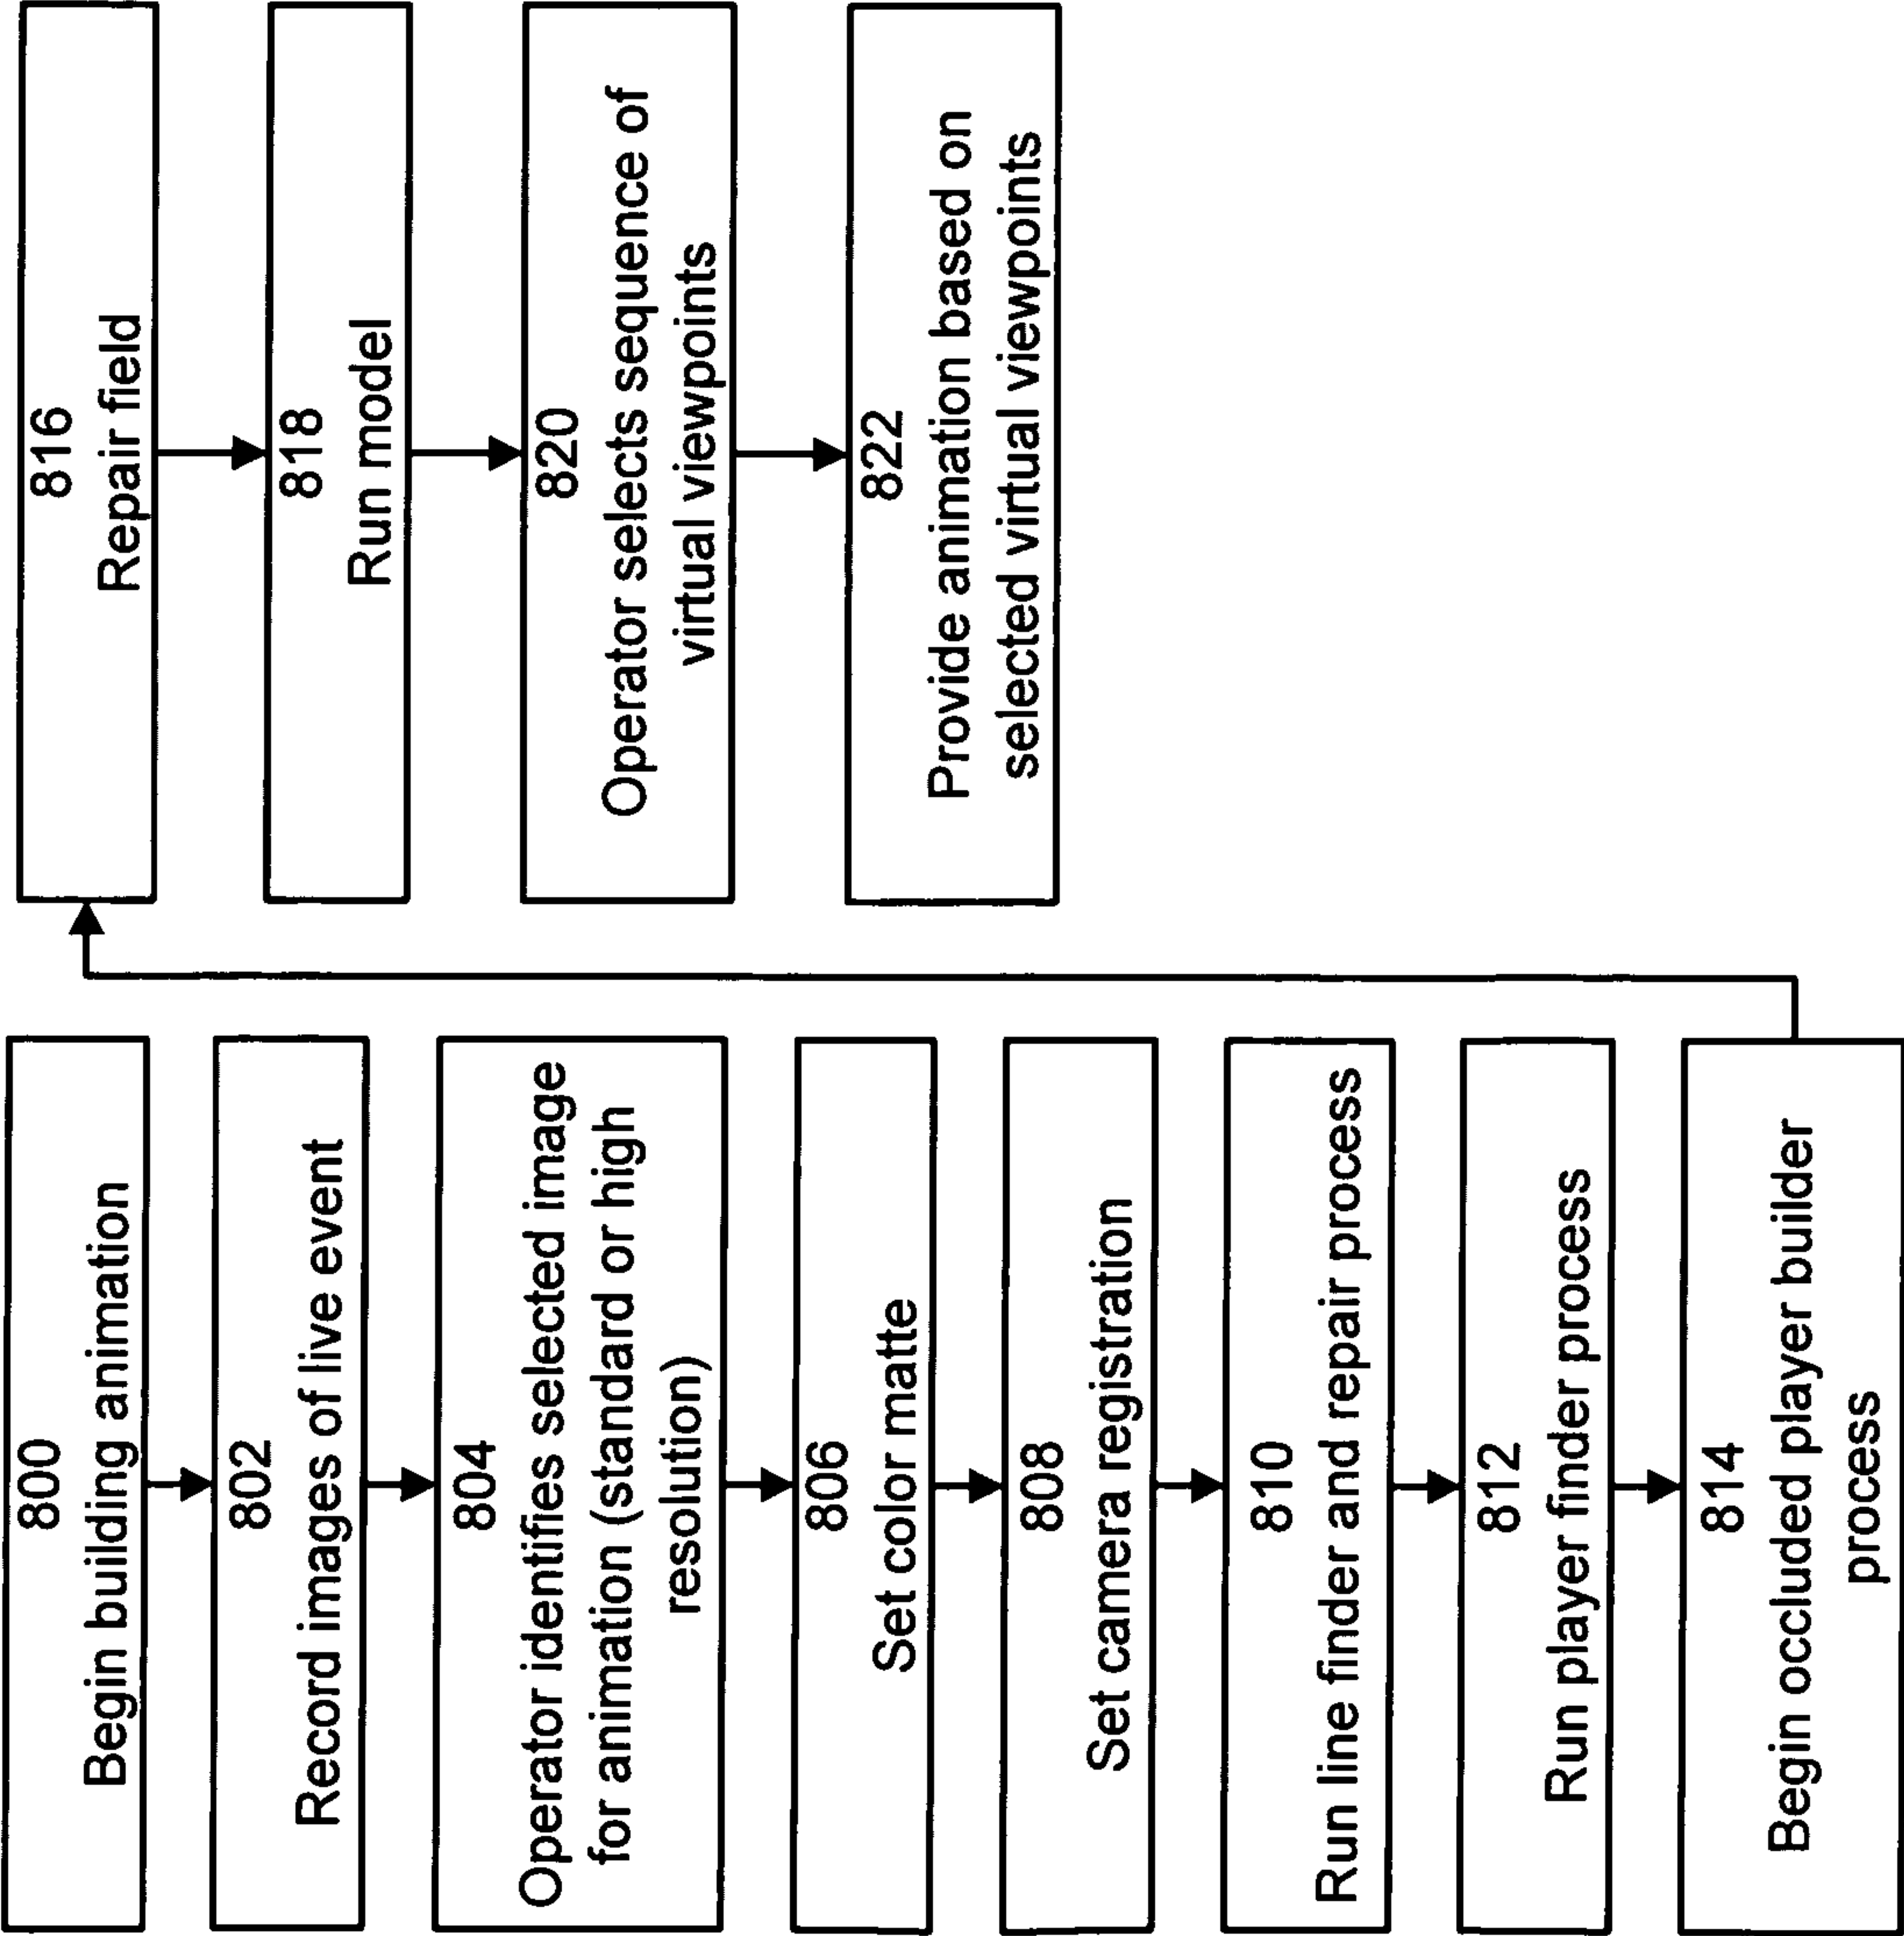 800
Begin building animation
802
Record images of live event
804
Operator identifies selected image
for animation (standard or high
resolution)
806
Set color matte
808
Set camera registration
810
Run line finder and repair process
812
Run player finder process
814
Begin occluded player builder
process
816
Repair field
818
Run model
820
Operator selects sequence of
virtual viewpoints
822
Provide animation based on
selected virtual viewpoints